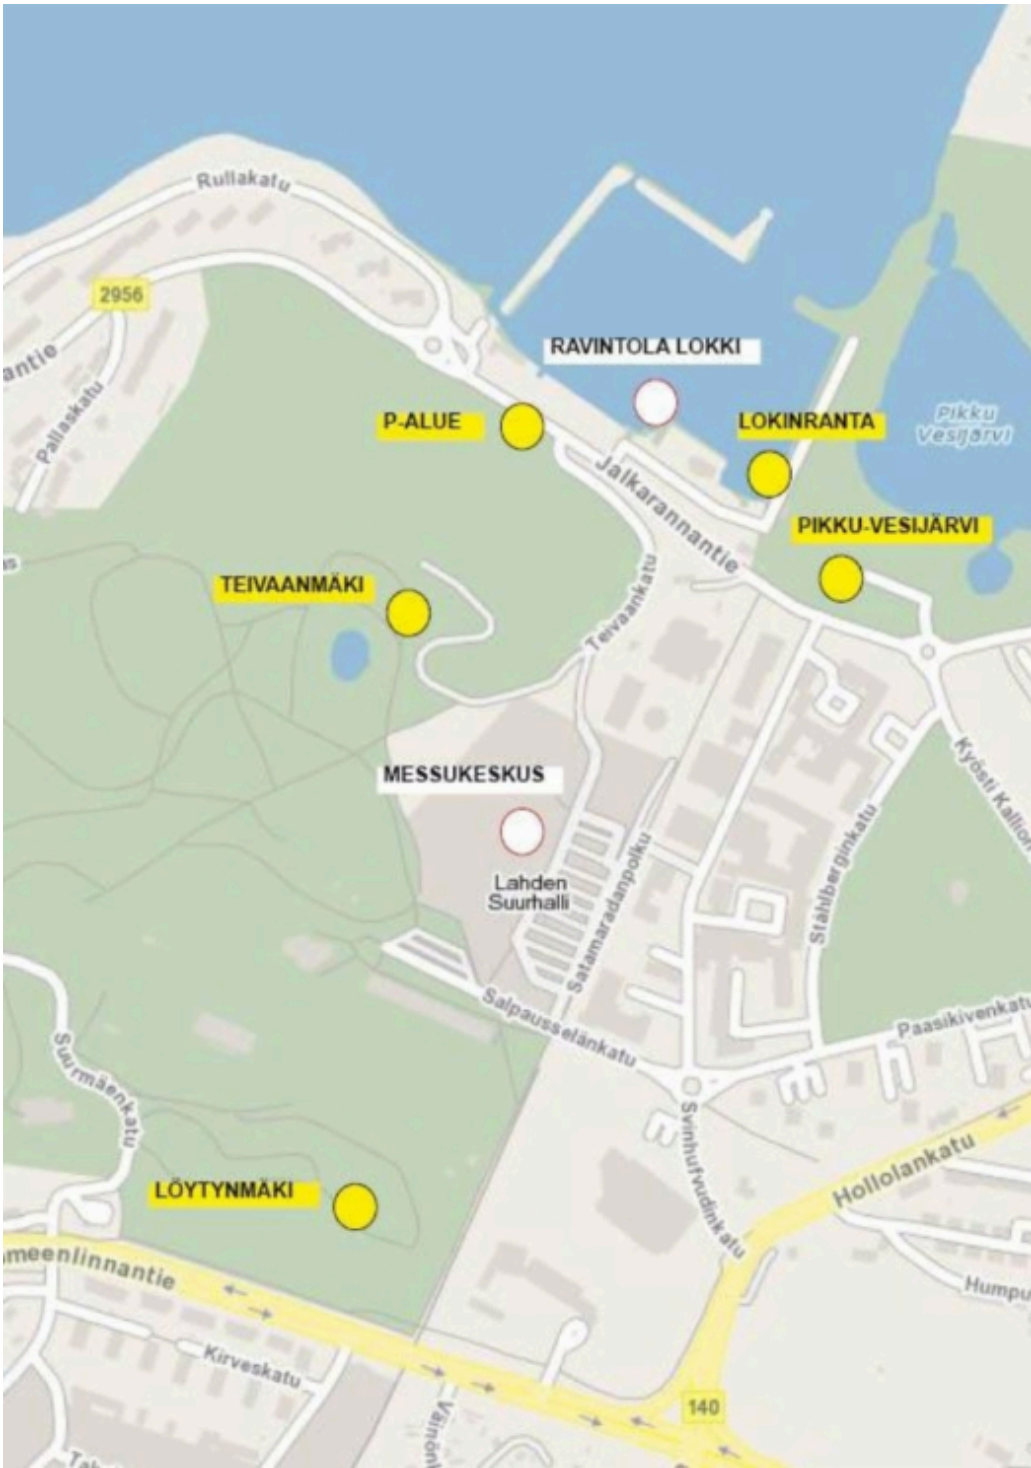 Rullakatu
2956
antie
Pallaskatu
RAVINTOLA LOKKI
P-ALUE
LOKINRANTA
Pikku
Vesijärvi
Jalkarannantie
PIKKU-VESIJÄRVI
TEIVAANMÄKI
Teivaankatu
MESSUKESKUS
Kyösti Kallion
Lahden
Suurhalli
Satamaradanpolku
Ståhlberginkatu
Salpausselänkatu
Paasikivenkatu
Suurmäenkatu
Svinhufvudinkatu
Hollolankatu
LÖYTYNMÄKI
meenlinnantie
Humpu
Kirveskatu
140
Väinön